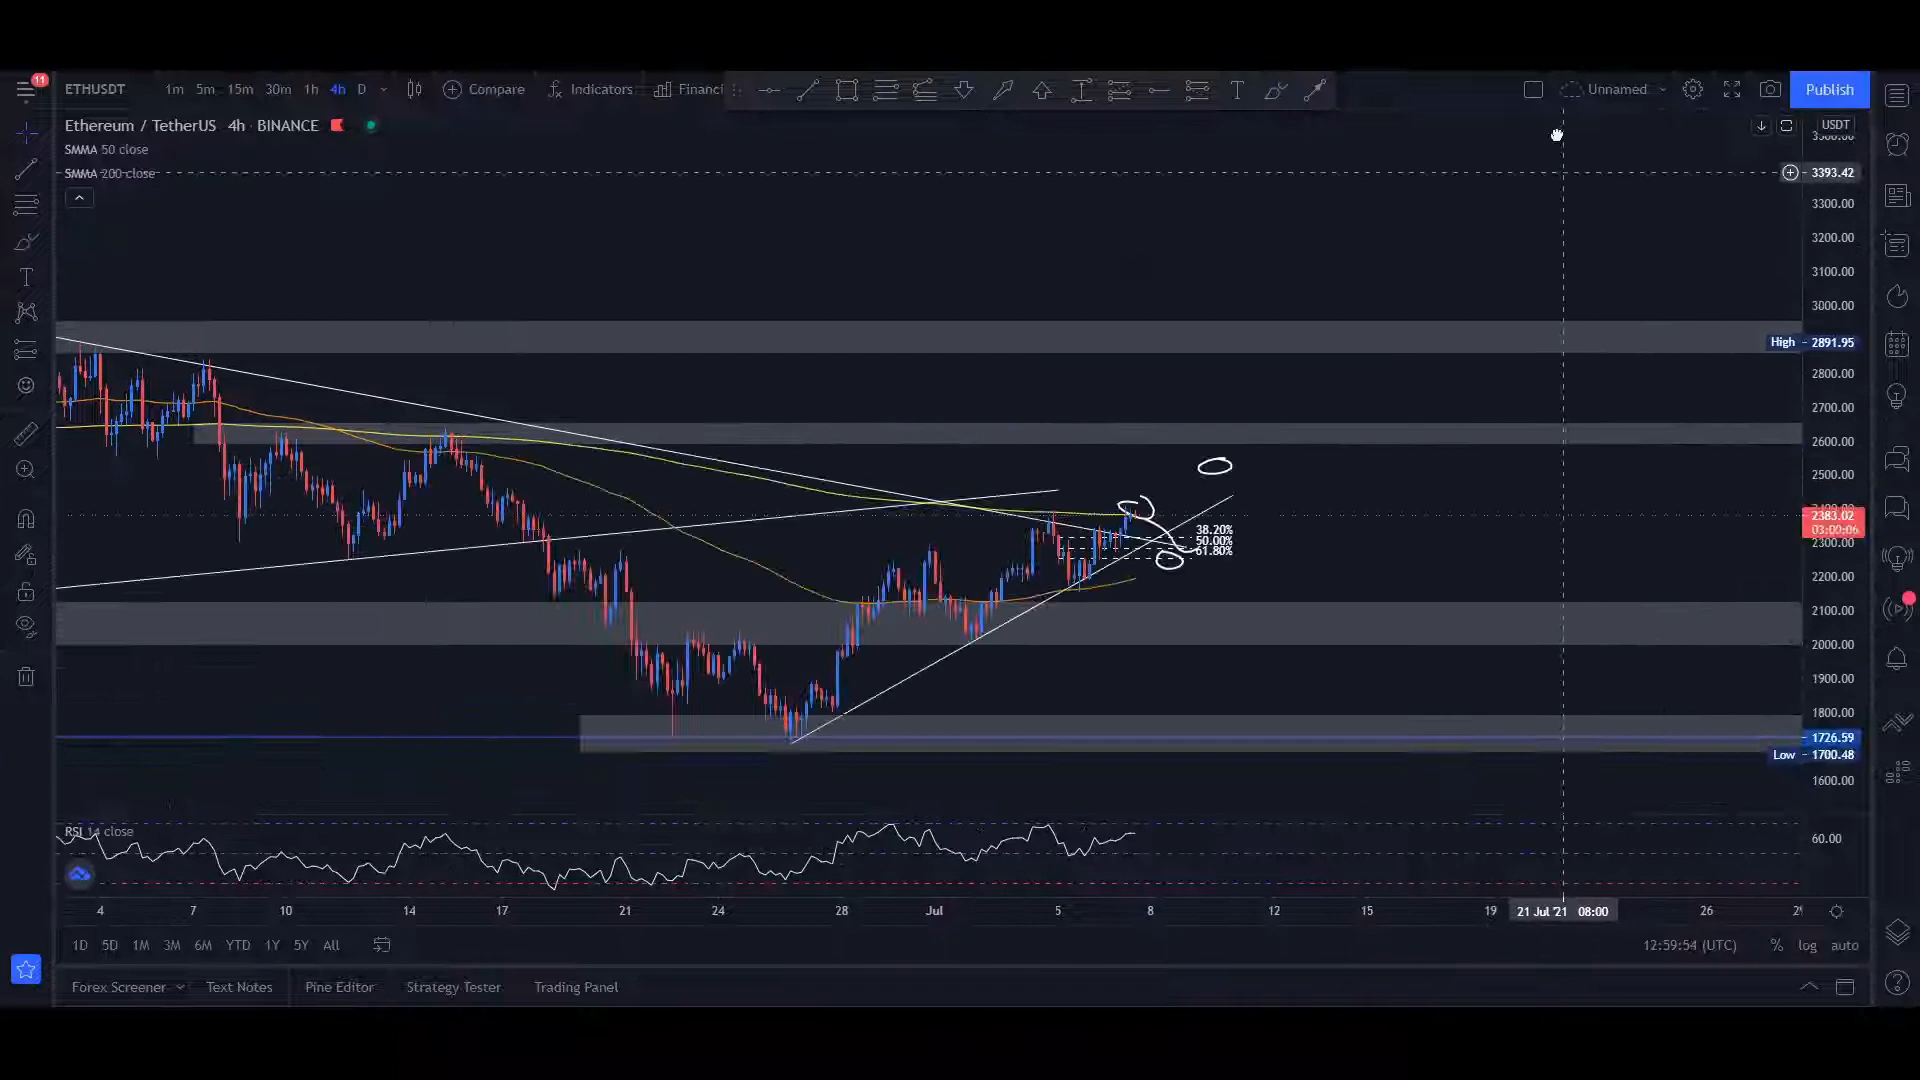 11
ETHUSDT 1m 5m 15m 30m 1h 4h D Compare Indicators Financi Unnamed Publish
Ethereum / TetherUS 4h BINANCE
USDT
SMMA 50 close
SMMA 200 close
3393.42
3300.00
3200.00
3100.00
3000.00
High 2891.95
2800.00
2700.00
2600.00
2500.00
2383.02
03:00:06
2300.00
38.20%
50.00%
61.80%
2200.00
2100.00
2000.00
1900.00
1800.00
1726.59
Low 1700.48
1600.00
RSI 14 close
60.00
4 7 10 14 17 21 24 28 Jul 5 8 12 15 19 21 Jul '21 08:00 26
1D 5D 1M 3M 6M YTD 1Y 5Y All 12:59:54 (UTC) % log auto
Forex Screener Text Notes Pine Editor Strategy Tester Trading Panel